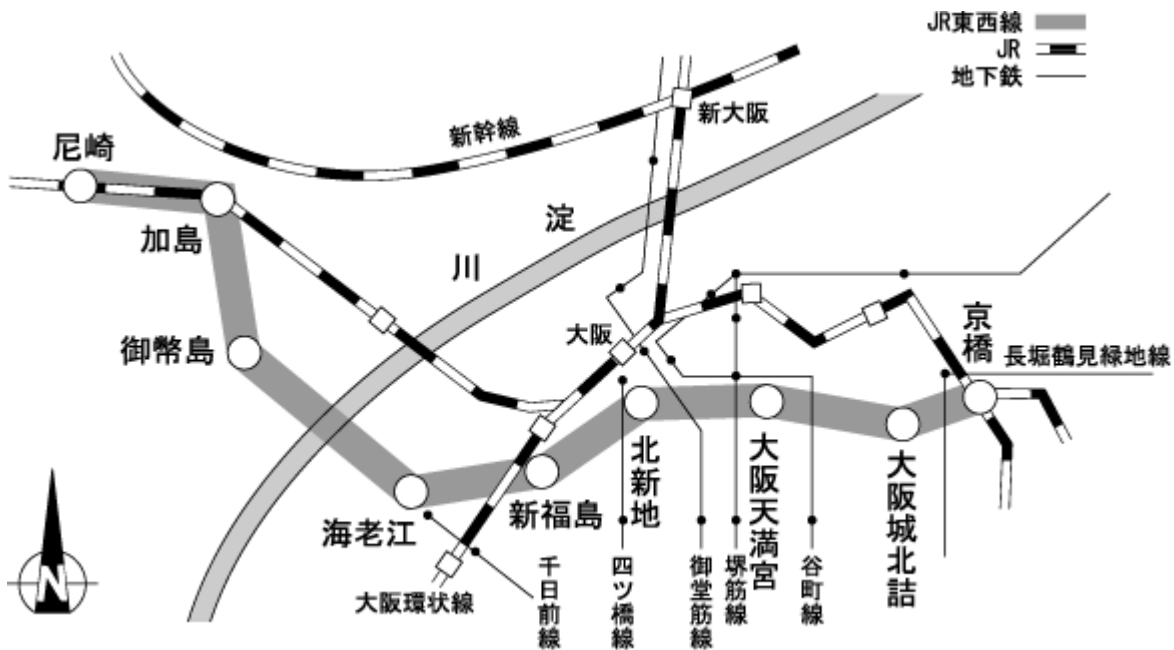 JR東西線
JR
地下鉄
新幹線
新大阪
尼崎
加島
淀
川
大阪
京橋
長堀鶴見緑地線
御幣島
北新地
大阪天満宮
大阪城北詰
海老江
新福島
大阪環状線
千日前線
四ツ橋線
御堂筋線
堺筋線
谷町線
N